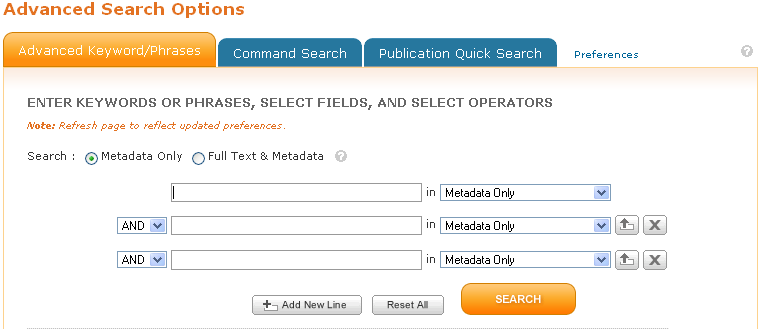 Advanced Search Options
Advanced Keyword/Phrases Command Search Publication Quick Search Preferences ?
ENTER KEYWORDS OR PHRASES, SELECT FIELDS, AND SELECT OPERATORS
Note: Refresh page to reflect updated preferences.
Search : Metadata Only Full Text & Metadata ?
in Metadata Only
AND in Metadata Only
AND in Metadata Only
Add New Line Reset All SEARCH